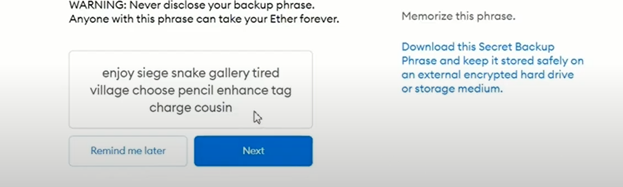 WARNING: Never disclose your backup phrase.
Anyone with this phrase can take your Ether forever.
enjoy siege snake gallery tired
village choose pencil enhance tag
charge cousin
Remind me later
Next
Memorize this phrase.
Download this Secret Backup
Phrase and keep it stored safely on
an external encrypted hard drive
or storage medium.